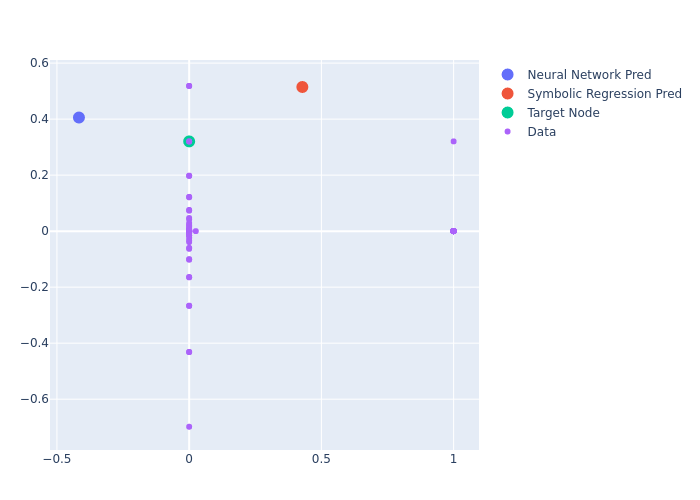 0.6
0.4
0.2
0
−0.2
−0.4
−0.6
−0.5
0
0.5
1
Neural Network Pred
Symbolic Regression Pred
Target Node
Data